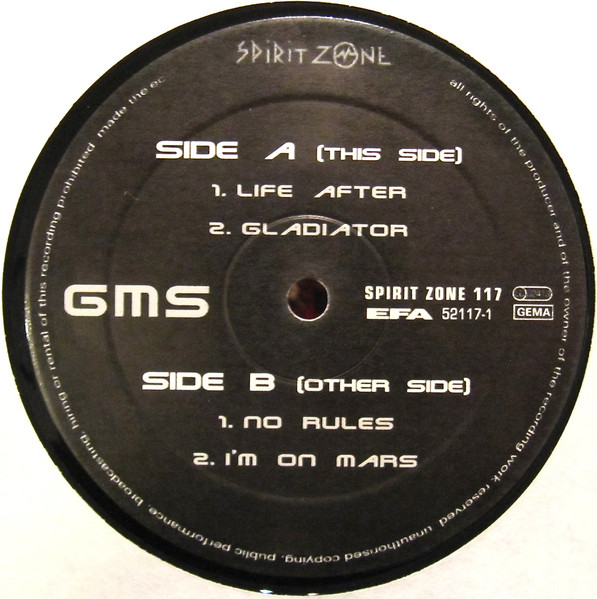 SPIRIT ZONE
SIDE A (THIS SIDE)
1. LIFE AFTER
2. GLADIATOR
GMS
SPIRIT ZONE 117
EFA 52117-1
GEMA
SIDE B (OTHER SIDE)
1. NO RULES
2. I'M ON MARS
all rights of the producer and of the owner of the recording work reserved. unauthorised copying, public performance, broadcasting, hiring or rental of this recording prohibited. made the ec